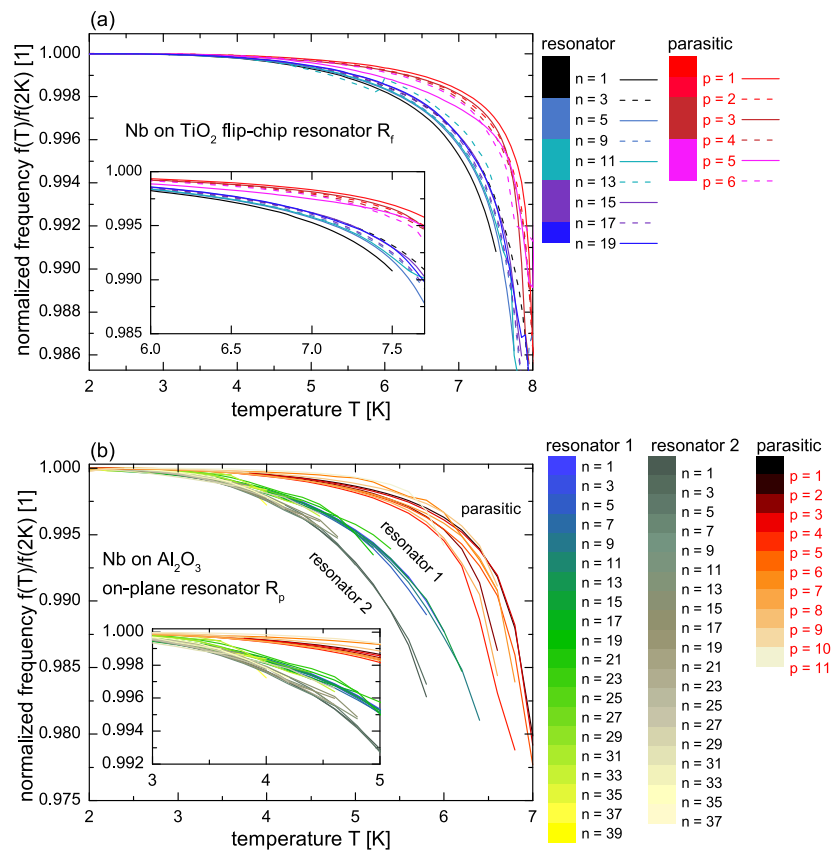 (a)
normalized frequency f(T)/f(2K) [1]
1.000
0.998
0.996
0.994
0.992
0.990
0.988
0.986
Nb on TiO2 flip-chip resonator Rf
1.000
0.995
0.990
0.985
6.0 6.5 7.0 7.5
2 3 4 5 6 7 8
temperature T [K]
resonator
n = 1
n = 3
n = 5
n = 9
n = 11
n = 13
n = 15
n = 17
n = 19
parasitic
p = 1
p = 2
p = 3
p = 4
p = 5
p = 6
(b)
normalized frequency f(T)/f(2K) [1]
1.000
0.995
0.990
0.985
0.980
0.975
parasitic
resonator 1
resonator 2
Nb on Al2O3
on-plane resonator Rp
1.000
0.998
0.996
0.994
0.992
3 4 5
2 3 4 5 6 7
temperature T [K]
resonator 1
n = 1
n = 3
n = 5
n = 7
n = 9
n = 11
n = 13
n = 15
n = 17
n = 19
n = 21
n = 23
n = 25
n = 27
n = 29
n = 31
n = 33
n = 35
n = 37
n = 39
resonator 2
n = 1
n = 3
n = 5
n = 7
n = 9
n = 11
n = 13
n = 15
n = 17
n = 19
n = 21
n = 23
n = 25
n = 27
n = 29
n = 31
n = 33
n = 35
n = 37
parasitic
p = 1
p = 2
p = 3
p = 4
p = 5
p = 6
p = 7
p = 8
p = 9
p = 10
p = 11